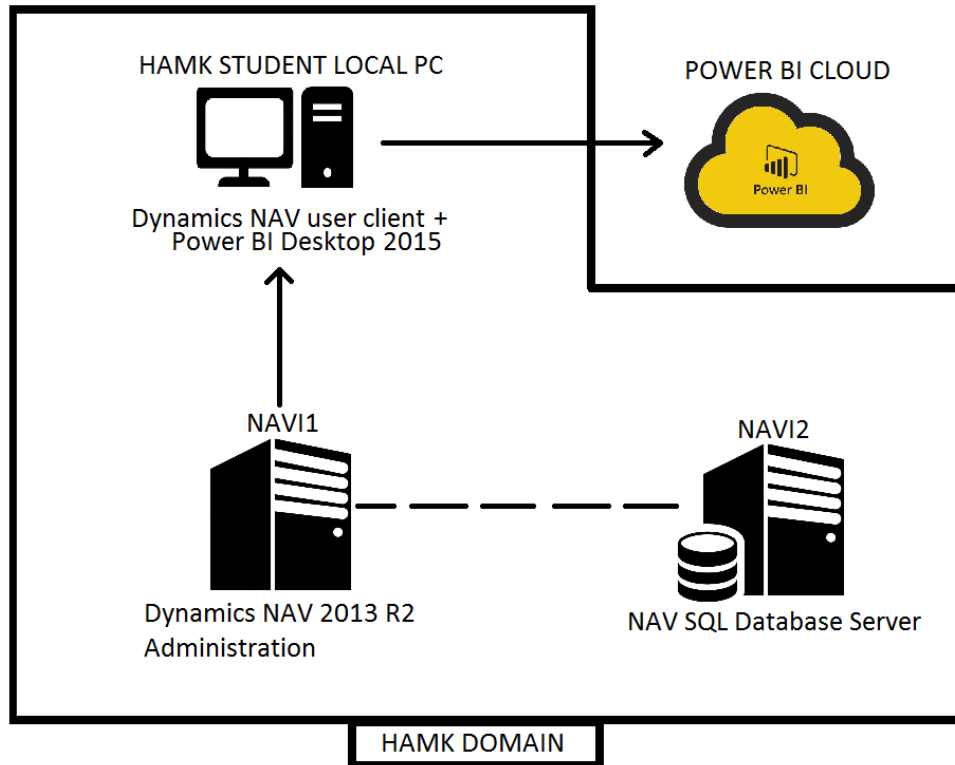 HAMK STUDENT LOCAL PC
POWER BI CLOUD
Power BI
Dynamics NAV user client +
Power BI Desktop 2015
NAVI1
NAVI2
Dynamics NAV 2013 R2
Administration
NAV SQL Database Server
HAMK DOMAIN